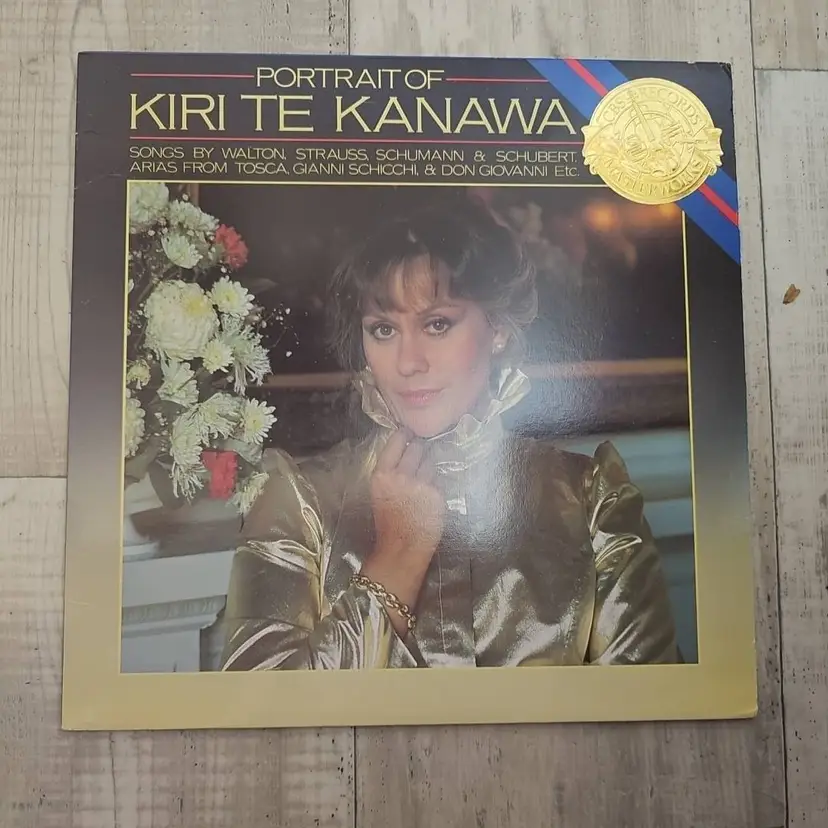 PORTRAIT OF
KIRI TE KANAWA
SONGS BY WALTON, STRAUSS, SCHUMANN & SCHUBERT,
ARIAS FROM TOSCA, GIANNI SCHICCHI, & DON GIOVANNI Etc.
CBS RECORDS
MASTERWORKS